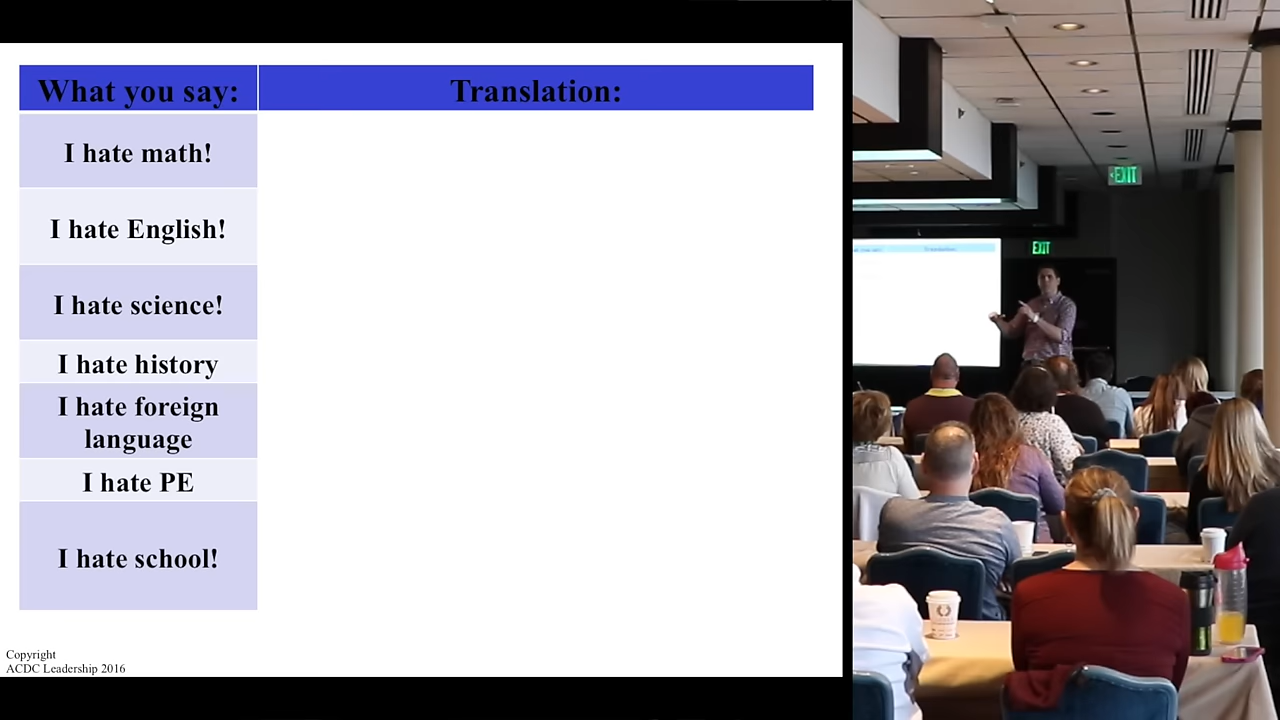 What you say:
Translation:
I hate math!
I hate English!
I hate science!
I hate history
I hate foreign
language
I hate PE
I hate school!
Copyright
ACDC Leadership 2016
EXIT
EXIT
Translation: